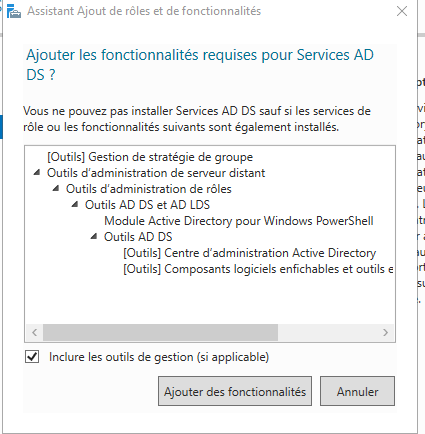 Assistant Ajout de rôles et de fonctionnalités
Ajouter les fonctionnalités requises pour Services AD
DS ?
Vous ne pouvez pas installer Services AD DS sauf si les services de
rôle ou les fonctionnalités suivants sont également installés.
[Outils] Gestion de stratégie de groupe
Outils d'administration de serveur distant
Outils d'administration de rôles
Outils AD DS et AD LDS
Module Active Directory pour Windows PowerShell
Outils AD DS
[Outils] Centre d'administration Active Directory
[Outils] Composants logiciels enfichables et outils e
Inclure les outils de gestion (si applicable)
Ajouter des fonctionnalités
Annuler